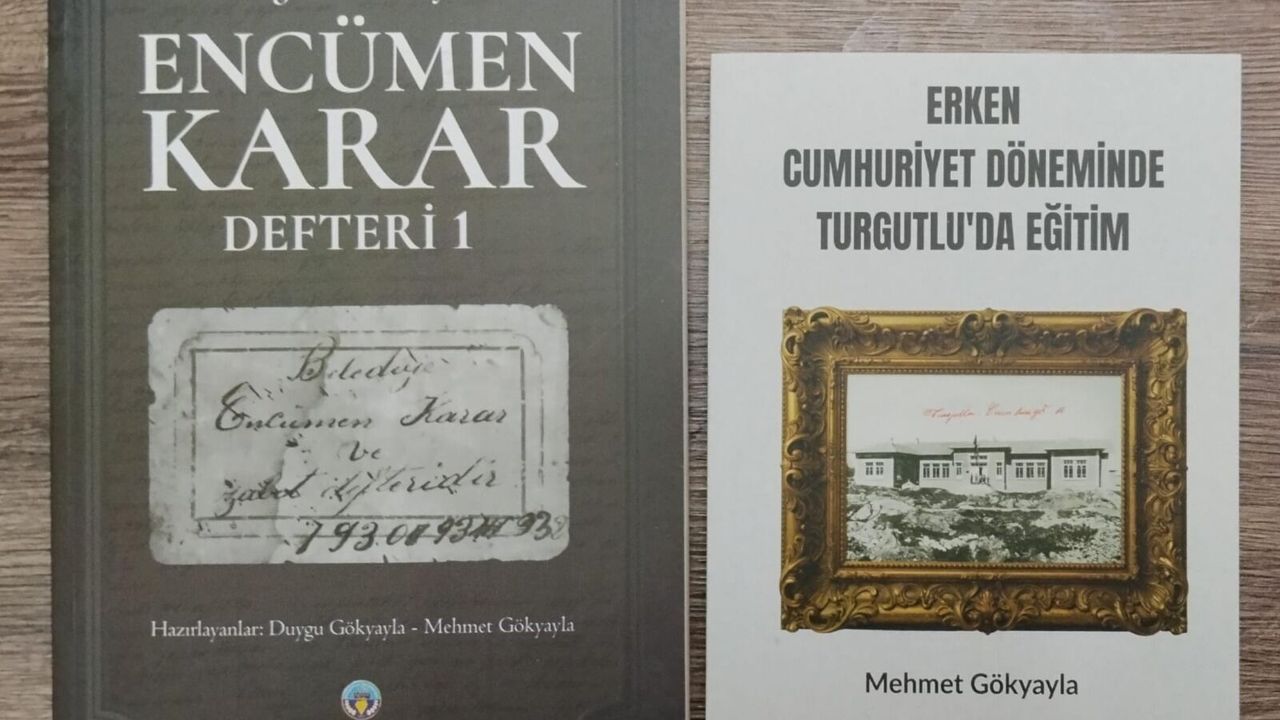 ENCÜMEN
KARAR
DEFTERİ 1
Belediye
Encümen Karar
ve
zabıt defteridir
Hazırlayanlar: Duygu Gökyayla - Mehmet Gökyayla
ERKEN
CUMHURİYET DÖNEMİNDE
TURGUTLU'DA EĞİTİM
Mehmet Gökyayla